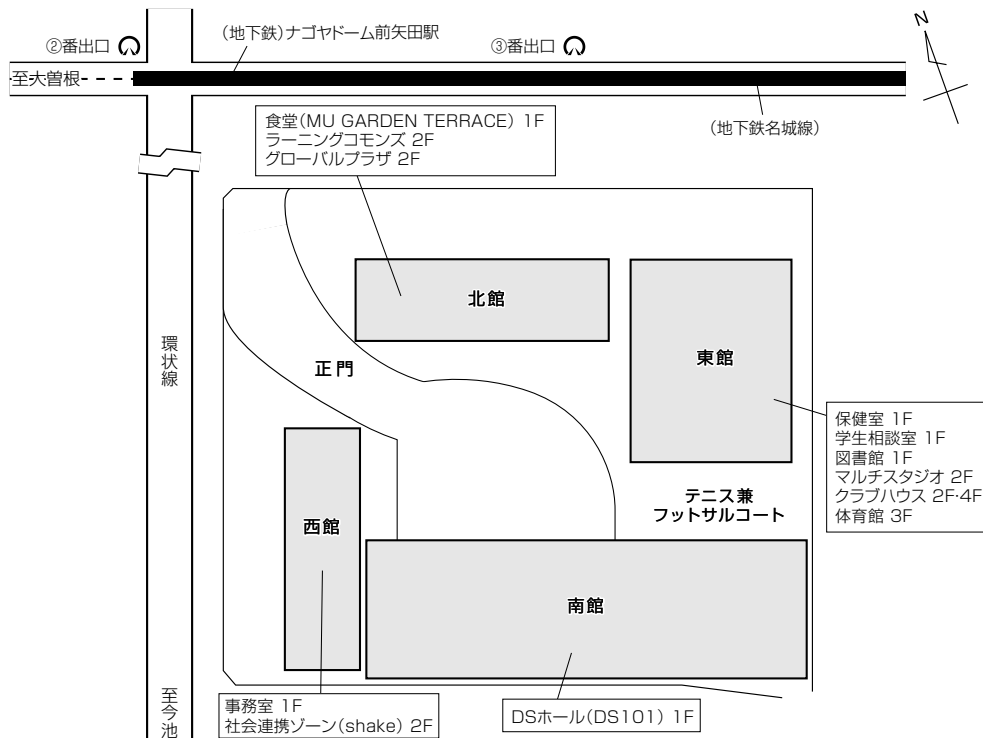 N
②番出口
(地下鉄)ナゴヤドーム前矢田駅
③番出口
至大曽根
(地下鉄名城線)
食堂(MU GARDEN TERRACE) 1F
ラーニングコモンズ 2F
グローバルプラザ 2F
北館
東館
環状線
正門
保健室 1F
学生相談室 1F
図書館 1F
マルチスタジオ 2F
クラブハウス 2F·4F
体育館 3F
テニス兼
フットサルコート
西館
南館
至今池
事務室 1F
社会連携ゾーン(shake) 2F
DSホール(DS101) 1F